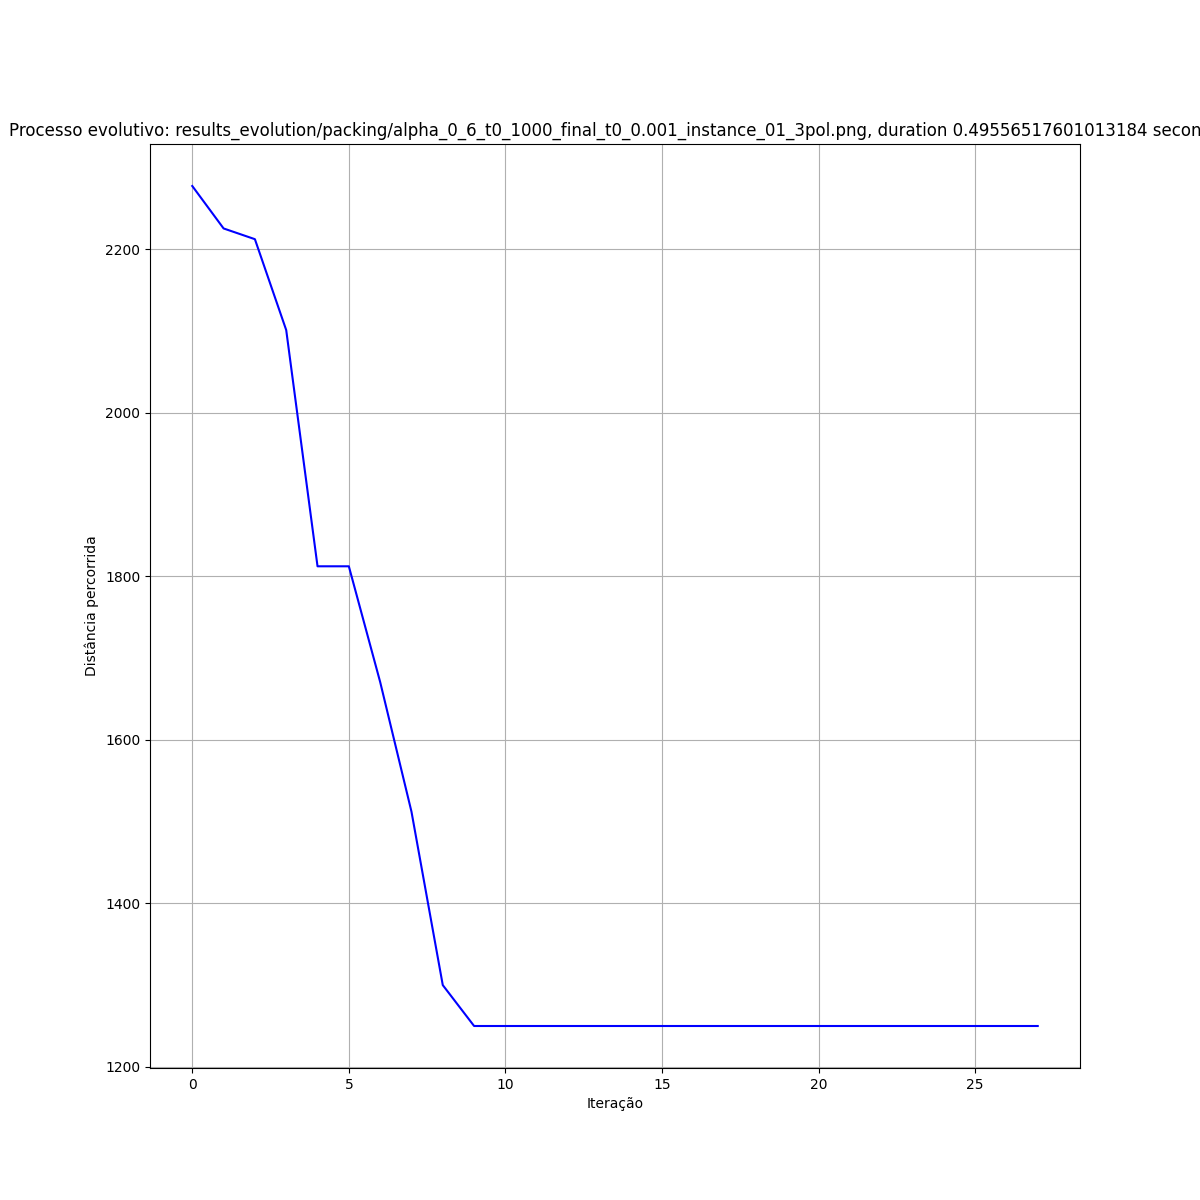 Processo evolutivo: results_evolution/packing/alpha_0_6_t0_1000_final_t0_0.001_instance_01_3pol.png, duration 0.49556517601013184 secon
2200
2000
1800
1600
1400
1200
Distância percorrida
0 5 10 15 20 25
Iteração